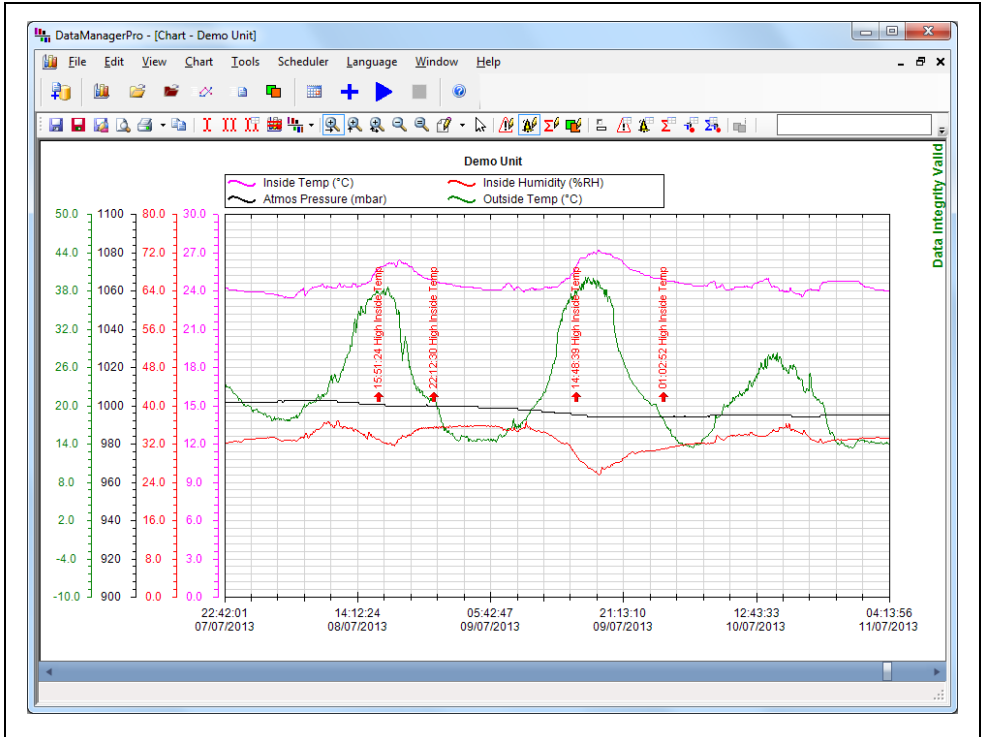 DataManagerPro - [Chart - Demo Unit]
File Edit View Chart Tools Scheduler Language Window Help
Demo Unit
Inside Temp (°C) Inside Humidity (%RH)
Atmos Pressure (mbar) Outside Temp (°C)
Data Integrity Valid
50.0 1100 80.0 30.0
44.0 1080 72.0 27.0
38.0 1060 64.0 24.0
32.0 1040 56.0 21.0
26.0 1020 48.0 18.0
20.0 1000 40.0 15.0
14.0 980 32.0 12.0
8.0 960 24.0 9.0
2.0 940 16.0 6.0
-4.0 920 8.0 3.0
-10.0 900 0.0 0.0
15:51:24 High Inside Temp
22:12:30 High Inside Temp
14:48:39 High Inside Temp
01:02:52 High Inside Temp
22:42:01 14:12:24 05:42:47 21:13:10 12:43:33 04:13:56
07/07/2013 08/07/2013 09/07/2013 09/07/2013 10/07/2013 11/07/2013